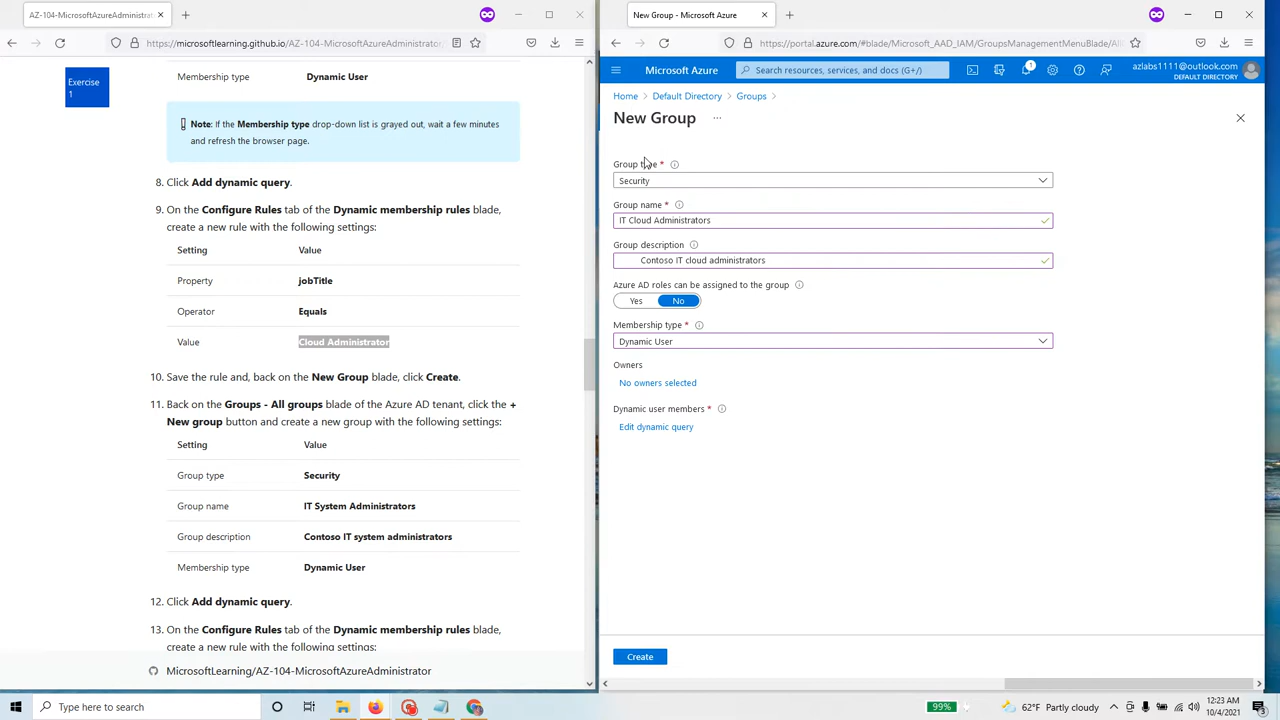 AZ-104-MicrosoftAzureAdministrat
https://microsoftlearning.github.io/AZ-104-MicrosoftAzureAdministrator,
Exercise
1
Membership type Dynamic User
Note: If the Membership type drop-down list is grayed out, wait a few minutes
and refresh the browser page.
8. Click Add dynamic query.
9. On the Configure Rules tab of the Dynamic membership rules blade,
create a new rule with the following settings:
Setting Value
Property jobTitle
Operator Equals
Value Cloud Administrator
10. Save the rule and, back on the New Group blade, click Create.
11. Back on the Groups - All groups blade of the Azure AD tenant, click the +
New group button and create a new group with the following settings:
Setting Value
Group type Security
Group name IT System Administrators
Group description Contoso IT system administrators
Membership type Dynamic User
12. Click Add dynamic query.
13. On the Configure Rules tab of the Dynamic membership rules blade,
create a new rule with the following settings:
MicrosoftLearning/AZ-104-MicrosoftAzureAdministrator
New Group - Microsoft Azure
https://portal.azure.com/#blade/Microsoft_AAD_IAM/GroupsManagementMenuBlade/All
Microsoft Azure
Search resources, services, and docs (G+/)
1
azlabs1111@outlook.com
DEFAULT DIRECTORY
Home > Default Directory > Groups >
New Group ...
Group type *
Security
Group name *
IT Cloud Administrators
Group description
Contoso IT cloud administrators
Azure AD roles can be assigned to the group
Yes No
Membership type *
Dynamic User
Owners
No owners selected
Dynamic user members *
Edit dynamic query
Create
Type here to search
99%
62°F Partly cloudy
12:23 AM
10/4/2021
3